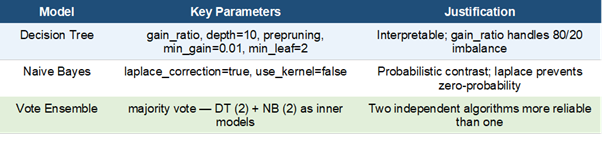 Model Key Parameters Justification
Decision Tree gain_ratio, depth=10, prepruning, Interpretable; gain_ratio handles 80/20
min_gain=0.01, min_leaf=2 imbalance
Naive Bayes laplace_correction=true, use_kernel=false Probabilistic contrast; laplace prevents
zero-probability
Vote Ensemble majority vote — DT (2) + NB (2) as inner Two independent algorithms more reliable
models than one